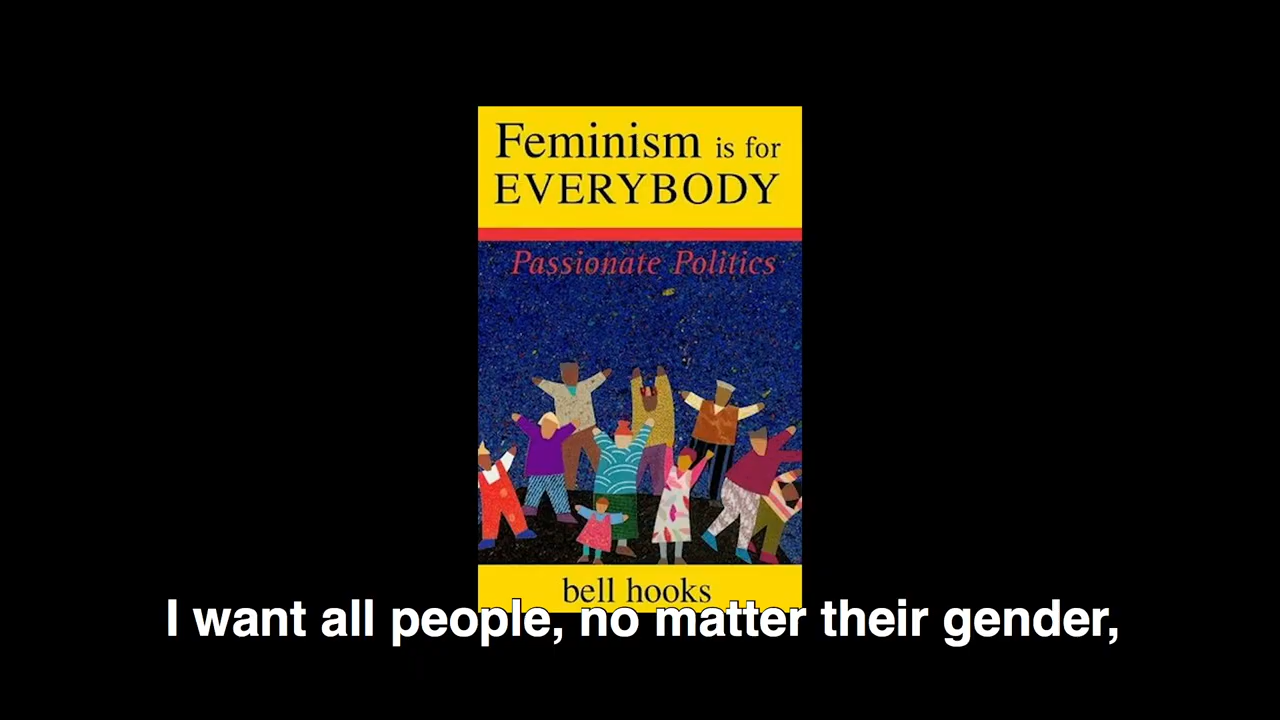 Feminism is for
EVERYBODY
Passionate Politics
bell hooks
I want all people, no matter their gender,